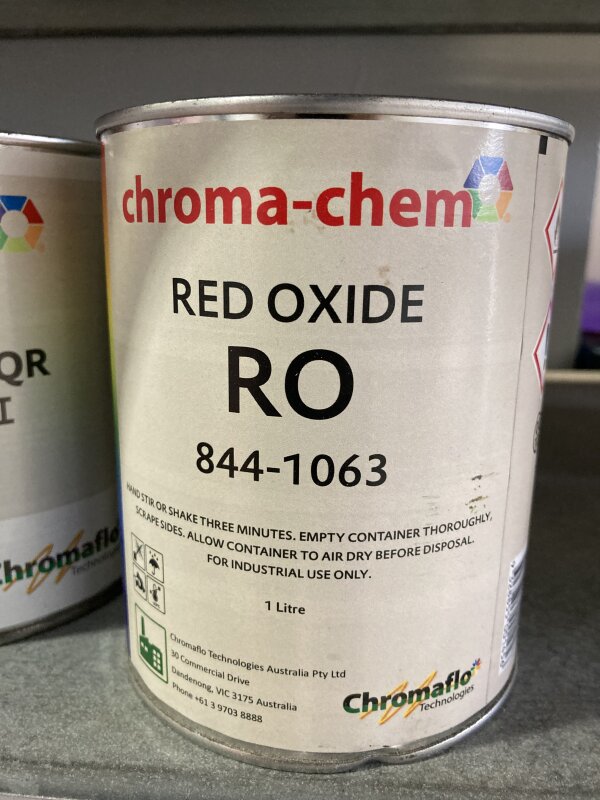 chroma-chem
RED OXIDE
RO
844-1063
HAND STIR OR SHAKE THREE MINUTES. EMPTY CONTAINER THOROUGHLY,
SCRAPE SIDES. ALLOW CONTAINER TO AIR DRY BEFORE DISPOSAL.
FOR INDUSTRIAL USE ONLY.
1 Litre
Chromaflo Technologies Australia Pty Ltd
30 Commercial Drive
Dandenong, VIC 3175 Australia
Phone +61 3 9703 8888
Chromaflo
Technologies
QR
I
Chromaflo
Technologies